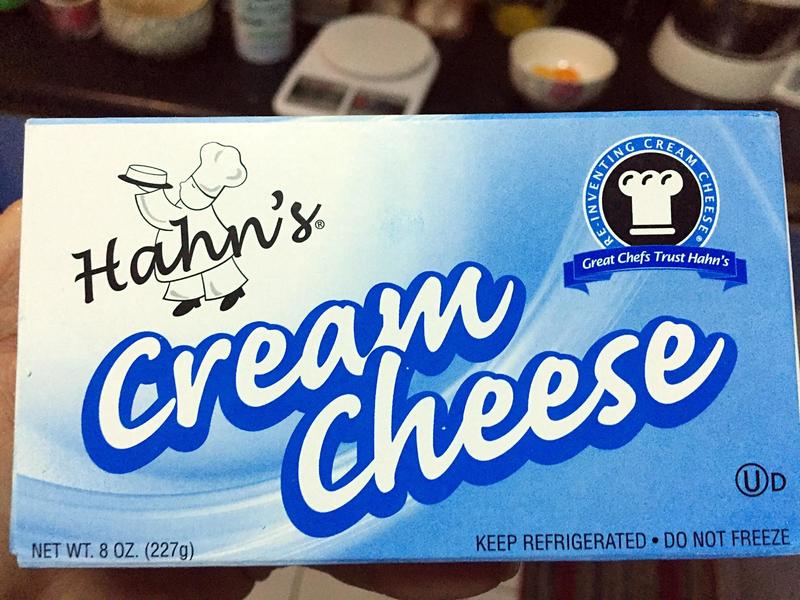 Hahn's®
RE-INVENTING CREAM CHEESE®
Great Chefs Trust Hahn's
Cream
Cheese
UD
NET WT. 8 OZ. (227g)
KEEP REFRIGERATED • DO NOT FREEZE